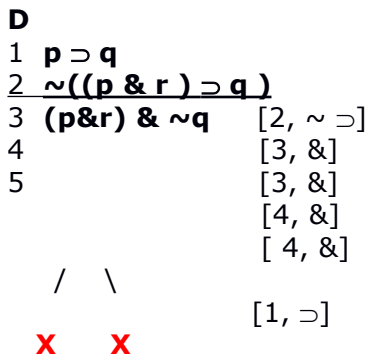 D
1 p ⊃ q
2 ~((p & r ) ⊃ q )
3 (p&r) & ~q [2, ~ ⊃]
4 [3, &]
5 [3, &]
[4, &]
[ 4, &]
/ \
[1, ⊃]
X X